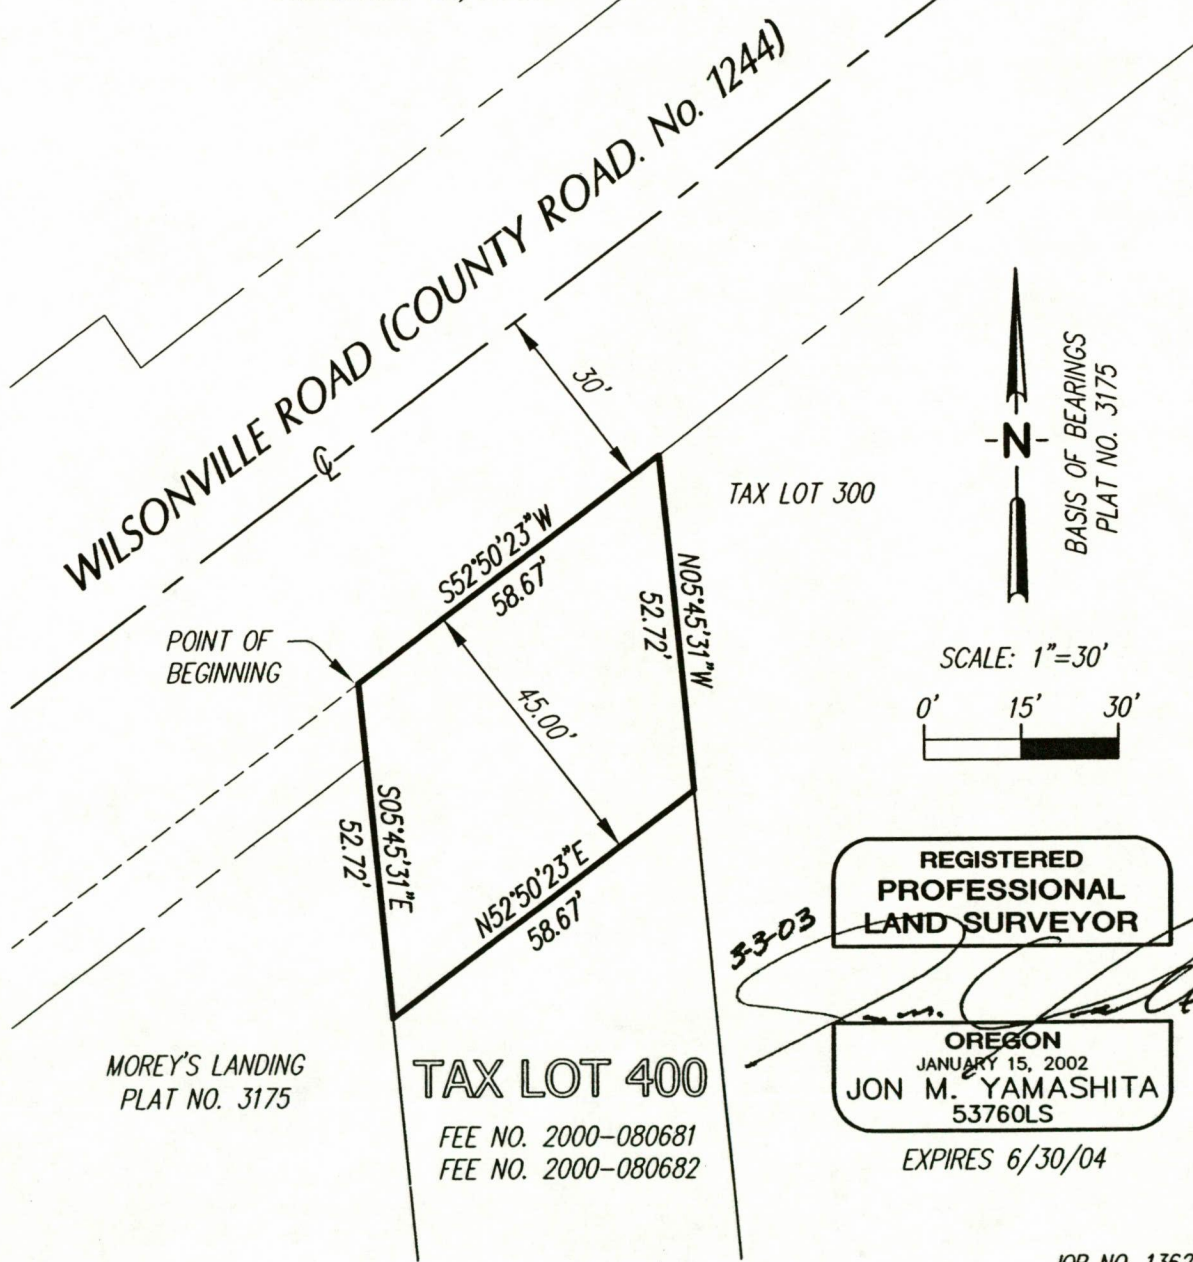 WILSONVILLE ROAD (COUNTY ROAD. No. 1244)
℄
30'
TAX LOT 300
-N-
BASIS OF BEARINGS
PLAT NO. 3175
S52°50'23"W
58.67'
N05°45'31"W
52.72'
POINT OF
BEGINNING
45.00'
SCALE: 1"=30'
0' 15' 30'
S05°45'31"E
52.72'
N52°50'23"E
58.67'
REGISTERED
PROFESSIONAL
LAND SURVEYOR
3-3-03
OREGON
JANUARY 15, 2002
JON M. YAMASHITA
53760LS
EXPIRES 6/30/04
MOREY'S LANDING
PLAT NO. 3175
TAX LOT 400
FEE NO. 2000-080681
FEE NO. 2000-080682